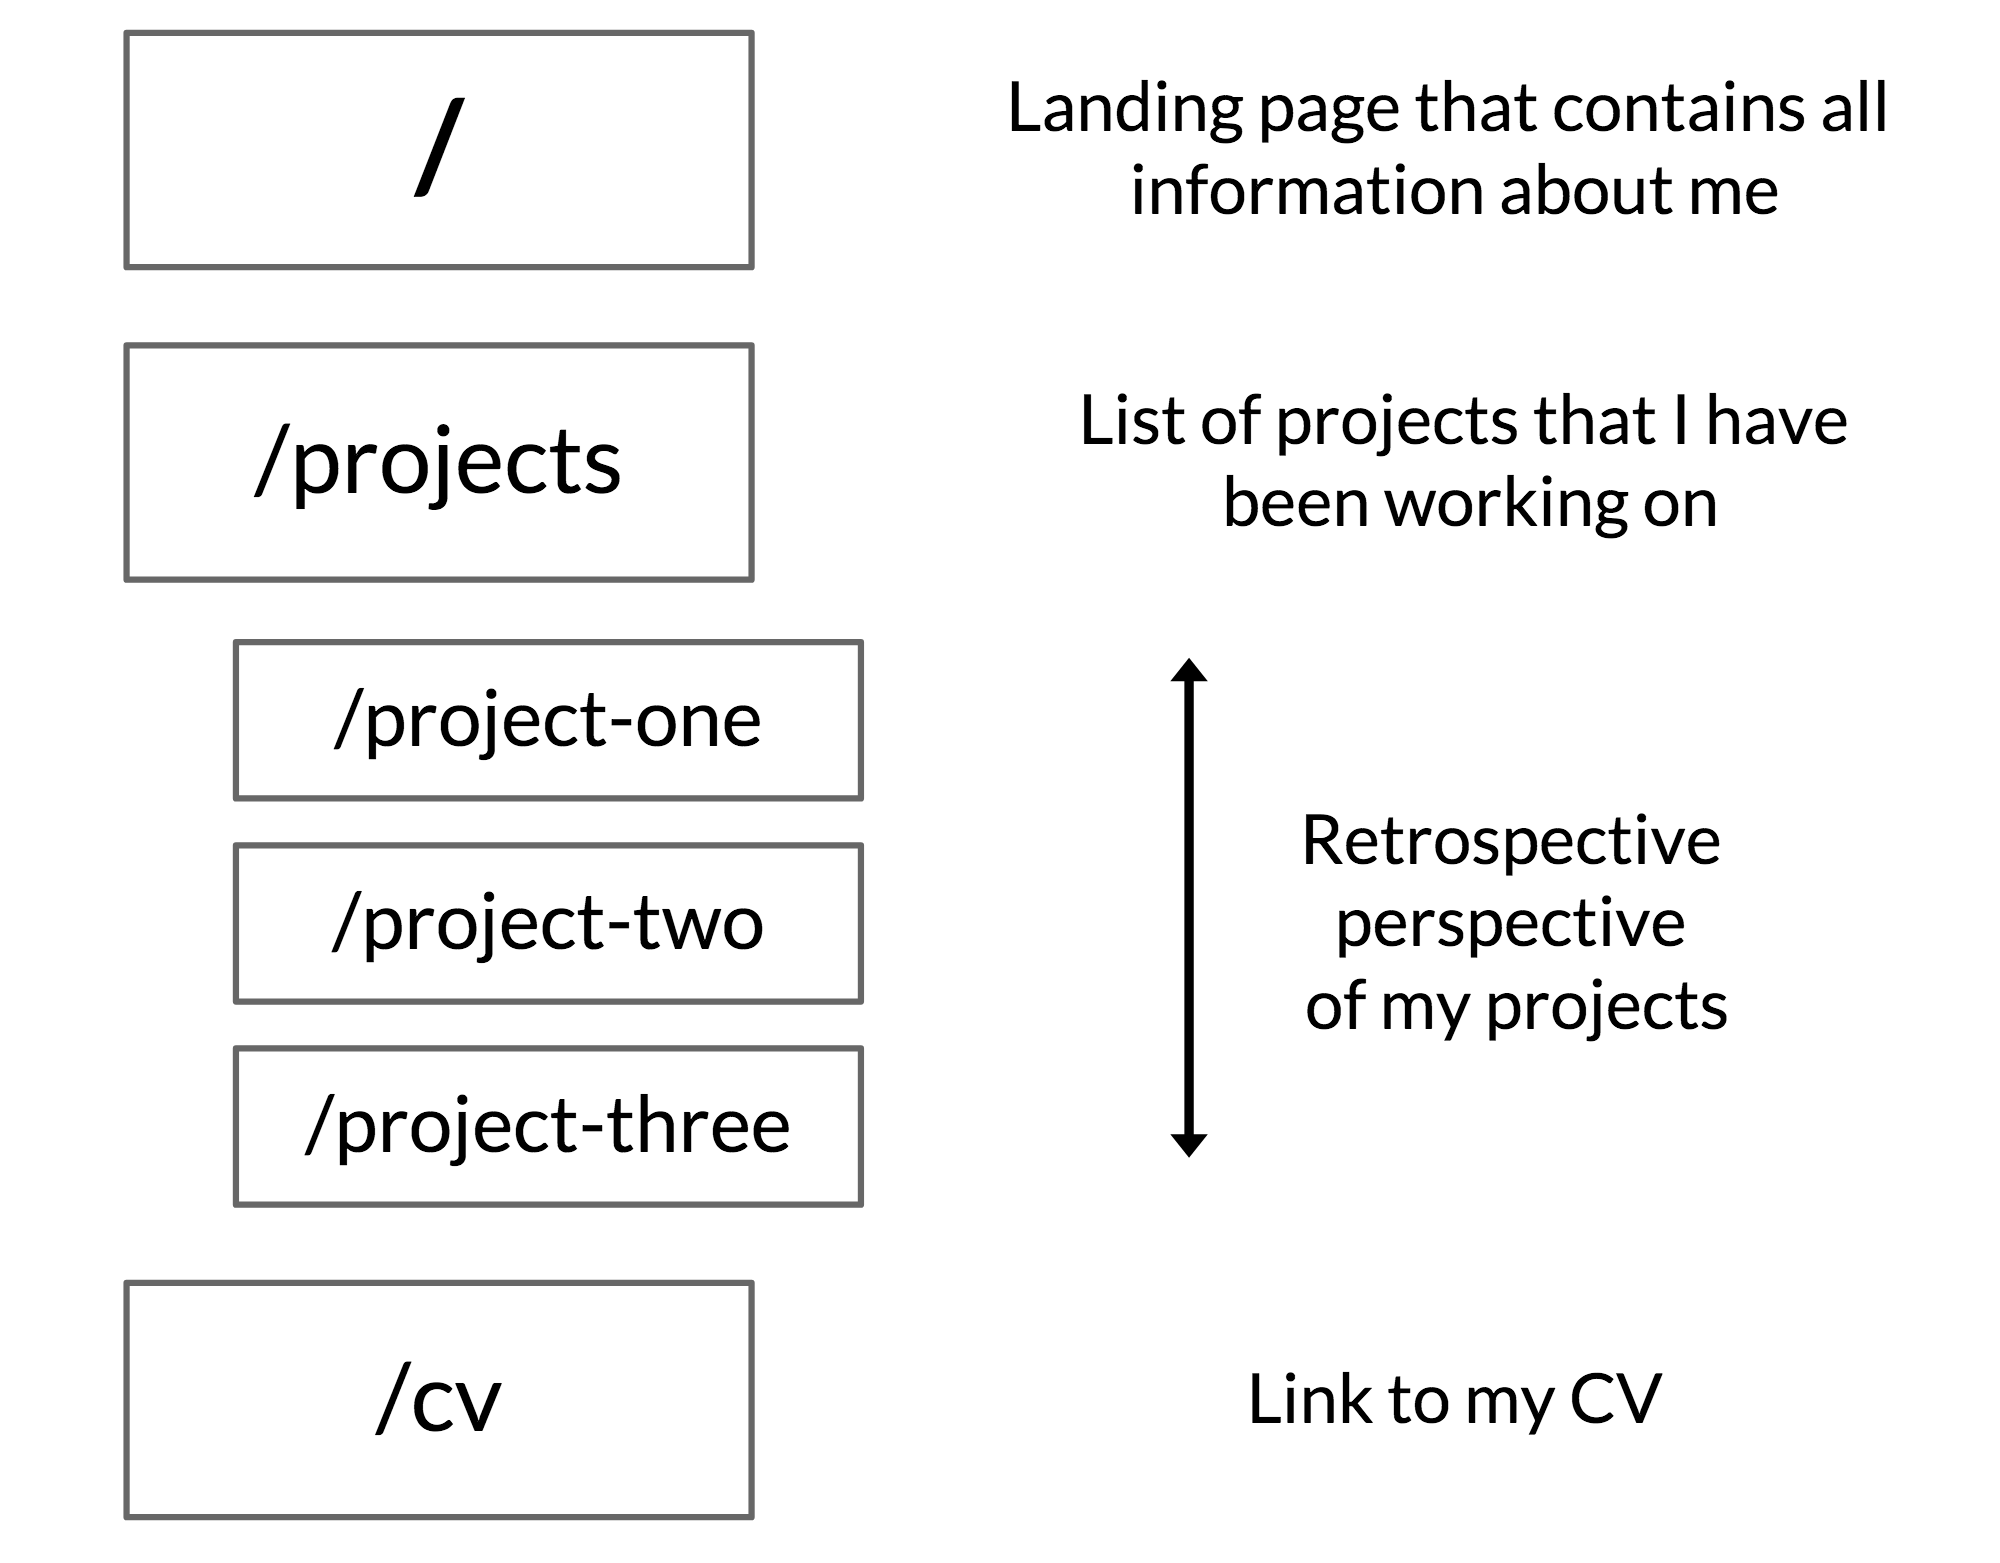 /
Landing page that contains all
information about me
/projects
List of projects that I have
been working on
/project-one
/project-two
/project-three
Retrospective
perspective
of my projects
/cv
Link to my CV